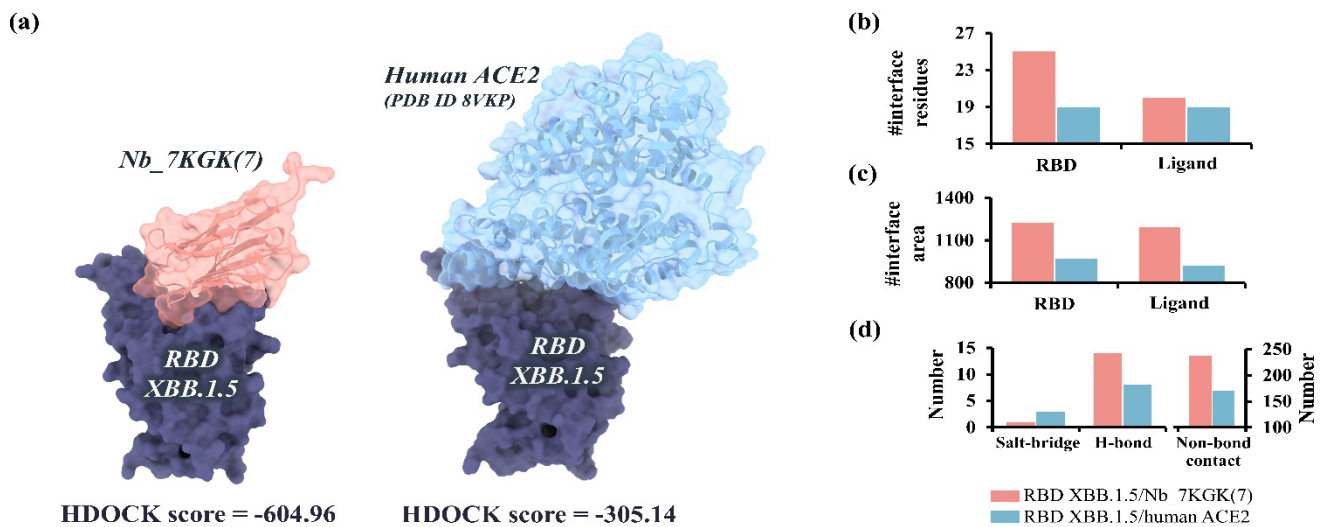 (a)
Nb_7KGK(7)
Human ACE2
(PDB ID 8VKP)
RBD
XBB.1.5
RBD
XBB.1.5
HDOCK score = -604.96
HDOCK score = -305.14
(b)
#interface
residues
27
23
19
15
RBD
Ligand
(c)
#interface
area
1400
1100
800
RBD
Ligand
(d)
Number
15
10
5
0
250
200
150
100
Number
Salt-bridge
H-bond
Non-bond
contact
RBD XBB.1.5/Nb_7KGK(7)
RBD XBB.1.5/human ACE2